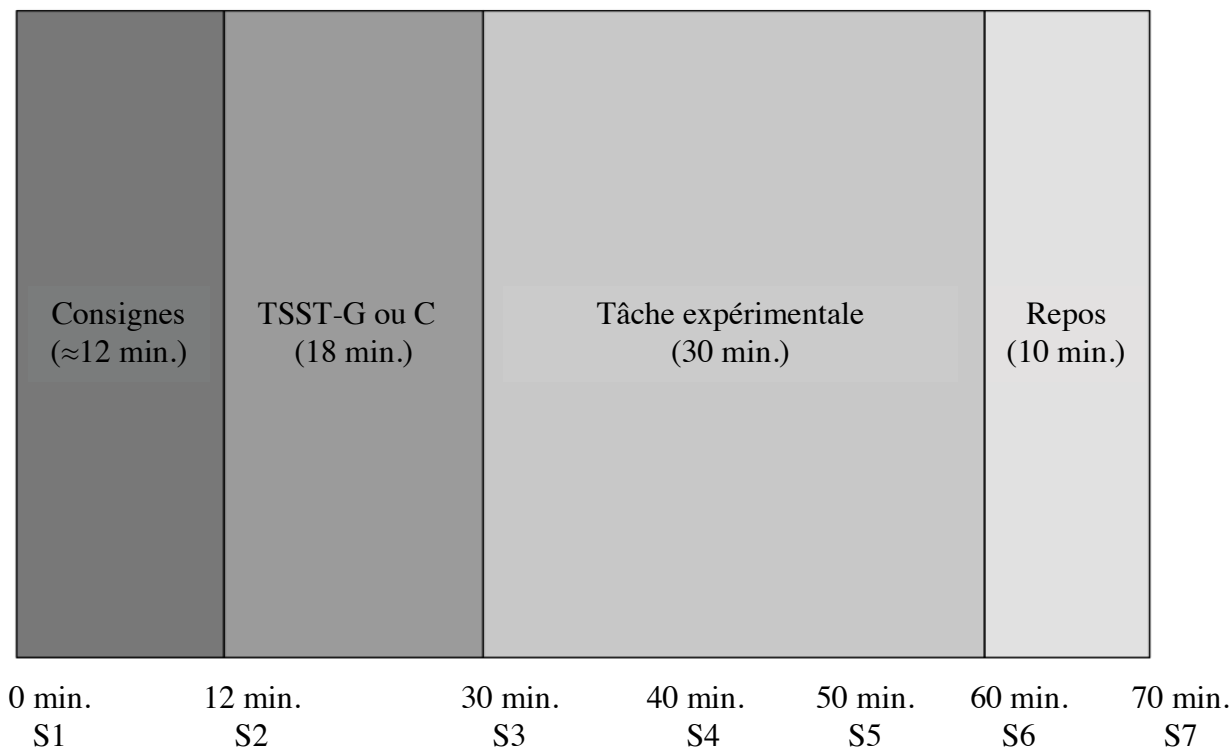 Consignes
(≈12 min.)
TSST-G ou C
(18 min.)
Tâche expérimentale
(30 min.)
Repos
(10 min.)
0 min. 12 min. 30 min. 40 min. 50 min. 60 min. 70 min.
S1 S2 S3 S4 S5 S6 S7